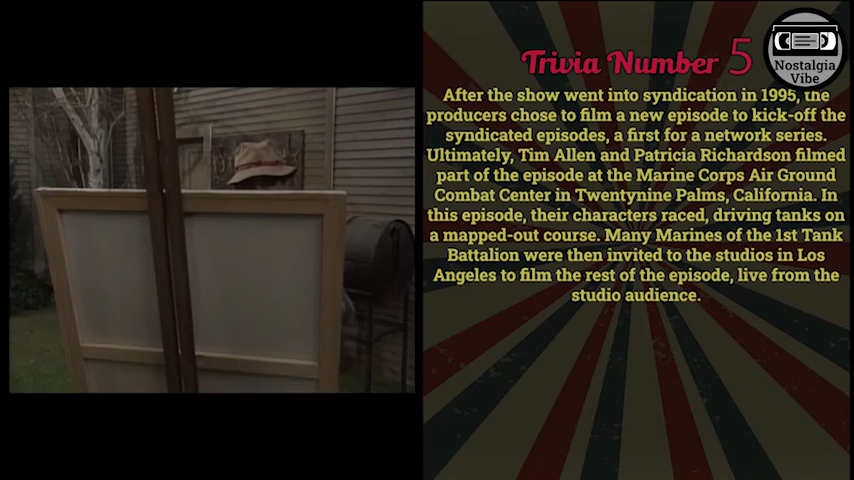 Trivia Number 5
Nostalgia
Vibe
After the show went into syndication in 1995, the
producers chose to film a new episode to kick-off the
syndicated episodes, a first for a network series.
Ultimately, Tim Allen and Patricia Richardson filmed
part of the episode at the Marine Corps Air Ground
Combat Center in Twentynine Palms, California. In
this episode, their characters raced, driving tanks on
a mapped-out course. Many Marines of the 1st Tank
Battalion were then invited to the studios in Los
Angeles to film the rest of the episode, live from the
studio audience.